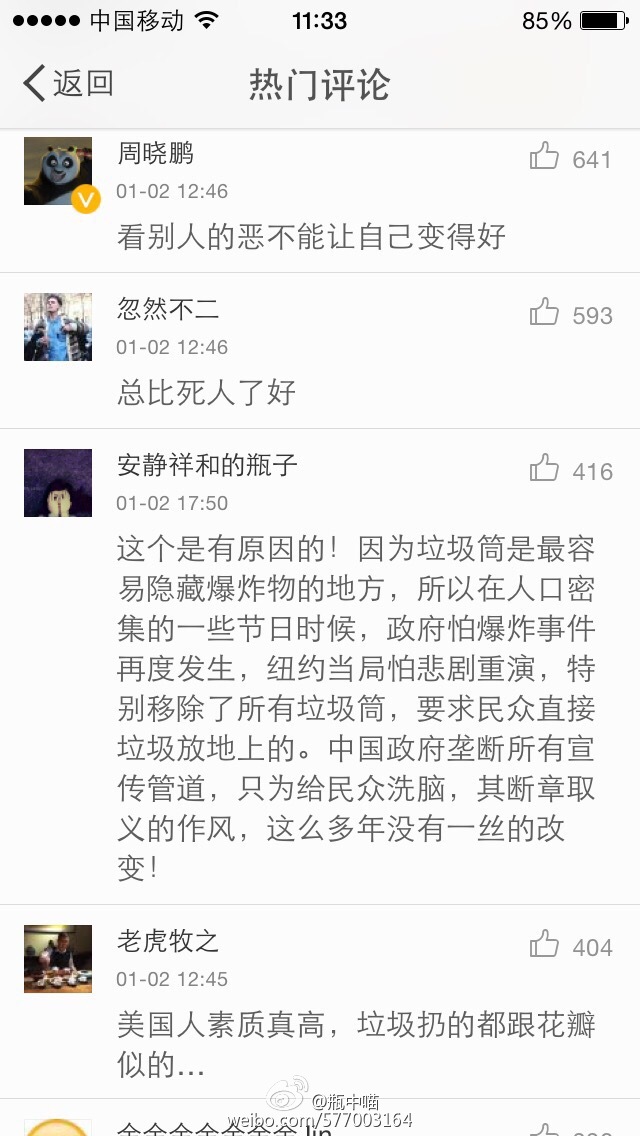 中国移动 11:33 85%
返回 热门评论
周晓鹏 641
01-02 12:46
看别人的恶不能让自己变得好
忽然不二 593
01-02 12:46
总比死人了好
安静祥和的瓶子 416
01-02 17:50
这个是有原因的！因为垃圾筒是最容
易隐藏爆炸物的地方，所以在人口密
集的一些节日时候，政府怕爆炸事件
再度发生，纽约当局怕悲剧重演，特
别移除了所有垃圾筒，要求民众直接
垃圾放地上的。中国政府垄断所有宣
传管道，只为给民众洗脑，其断章取
义的作风，这么多年没有一丝的改
变！
老虎牧之 404
01-02 12:45
美国人素质真高，垃圾扔的都跟花瓣
似的...
@瓶中喵
weibo.com/577003164